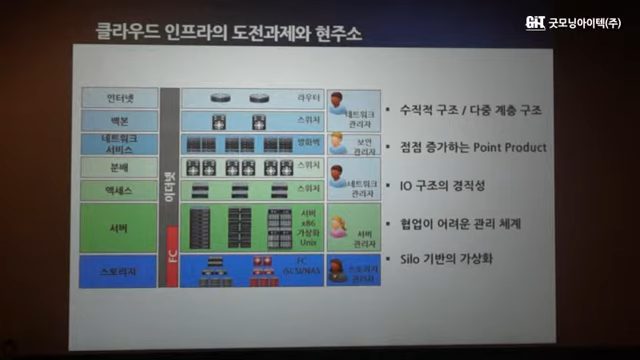 클라우드 인프라의 도전과제와 현주소
GIT 굿모닝아이텍(주)
인터넷
라우터
네트워크
관리자
백본
스위치
네트워크
서비스
방화벽
보안
관리자
분배
스위치
네트워크
관리자
액세스
스위치
이더넷
서버
서버
x86
가상화
Unix
서버
관리자
FC
스토리지
FC
iSCSI/NAS
스토리지
관리자
수직적 구조 / 다중 계층 구조
점점 증가하는 Point Product
IO 구조의 경직성
협업이 어려운 관리 체계
Silo 기반의 가상화